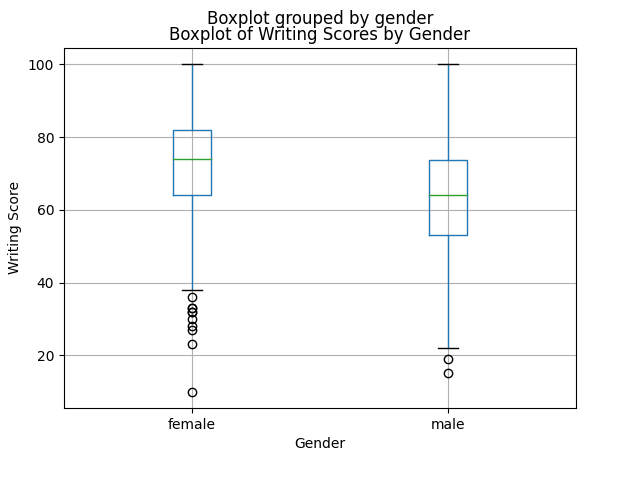 Boxplot grouped by gender
Boxplot of Writing Scores by Gender
100
80
60
40
20
Writing Score
female
male
Gender